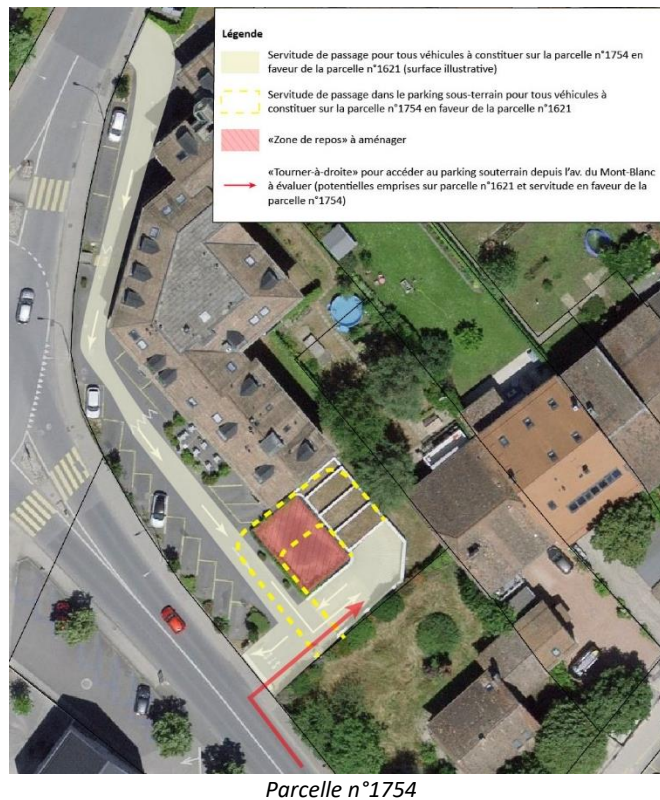 Légende
Servitude de passage pour tous véhicules à constituer sur la parcelle n°1754 en
faveur de la parcelle n°1621 (surface illustrative)
Servitude de passage dans le parking sous-terrain pour tous véhicules à
constituer sur la parcelle n°1754 en faveur de la parcelle n°1621
«Zone de repos» à aménager
«Tourner-à-droite» pour accéder au parking souterrain depuis l'av. du Mont-Blanc
à évaluer (potentielles emprises sur parcelle n°1621 et servitude en faveur de la
parcelle n°1754)
Parcelle n°1754